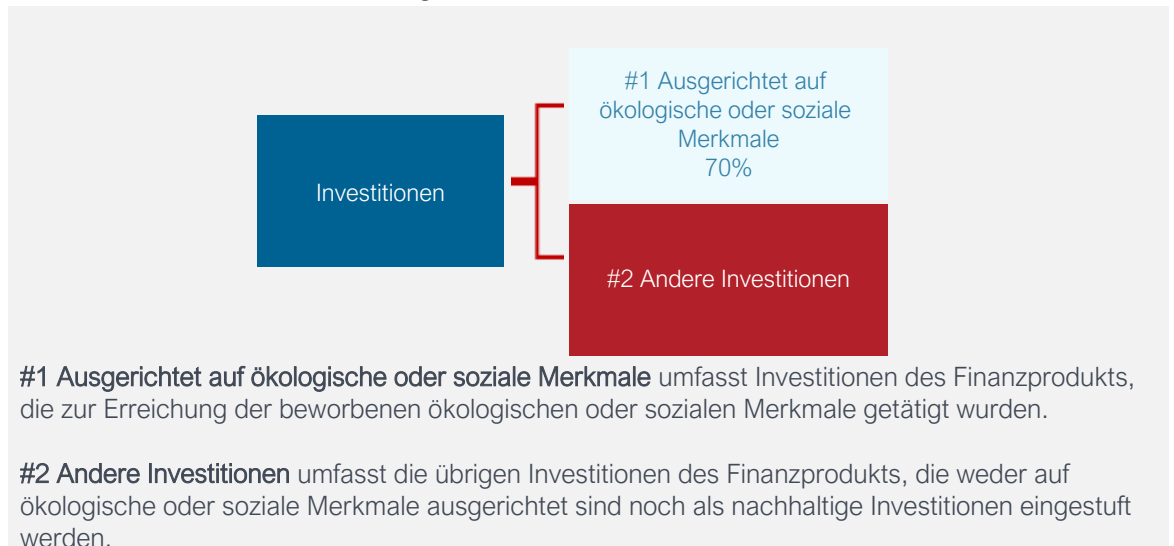 #1 Ausgerichtet auf
ökologische oder soziale
Merkmale
70%
Investitionen
#2 Andere Investitionen
#1 Ausgerichtet auf ökologische oder soziale Merkmale umfasst Investitionen des Finanzprodukts,
die zur Erreichung der beworbenen ökologischen oder sozialen Merkmale getätigt wurden.
#2 Andere Investitionen umfasst die übrigen Investitionen des Finanzprodukts, die weder auf
ökologische oder soziale Merkmale ausgerichtet sind noch als nachhaltige Investitionen eingestuft
werden.